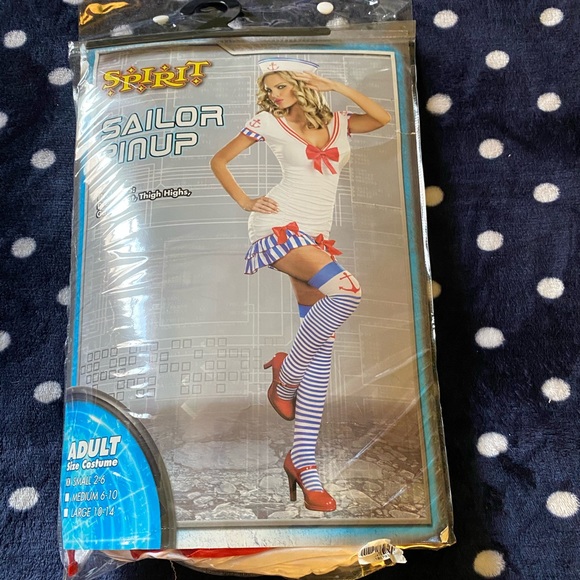 SPIRIT
SAILOR
PINUP
Thigh Highs,
ADULT
Size Costume
SMALL 2-6
MEDIUM 6-10
LARGE 10-14